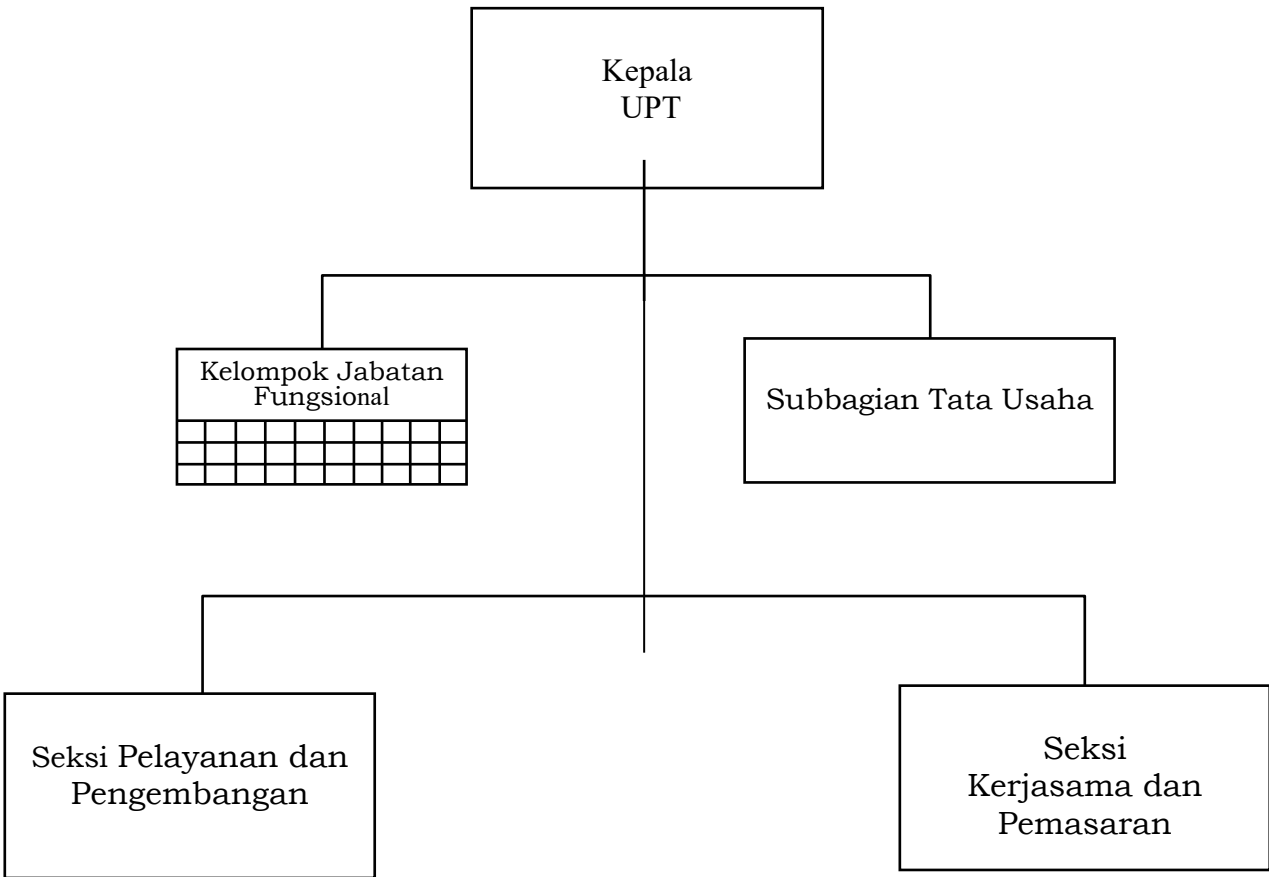 Kepala
UPT
Kelompok Jabatan
Fungsional
Subbagian Tata Usaha
Seksi Pelayanan dan
Pengembangan
Seksi
Kerjasama dan
Pemasaran